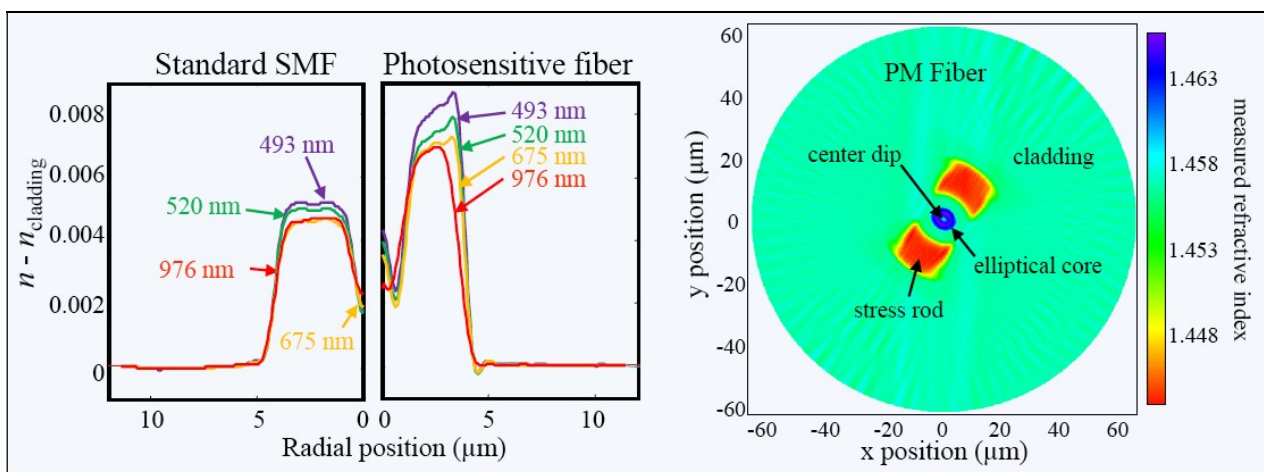 Standard SMF
Photosensitive fiber
n - n cladding
0.008
0.006
0.004
0.002
0
493 nm
520 nm
976 nm
675 nm
493 nm
520 nm
675 nm
976 nm
10
5
0
0
5
10
Radial position (µm)
PM Fiber
center dip
cladding
elliptical core
stress rod
y position (µm)
60
40
20
0
-20
-40
-60
-60
-40
-20
0
20
40
60
x position (µm)
1.463
1.458
1.453
1.448
measured refractive index